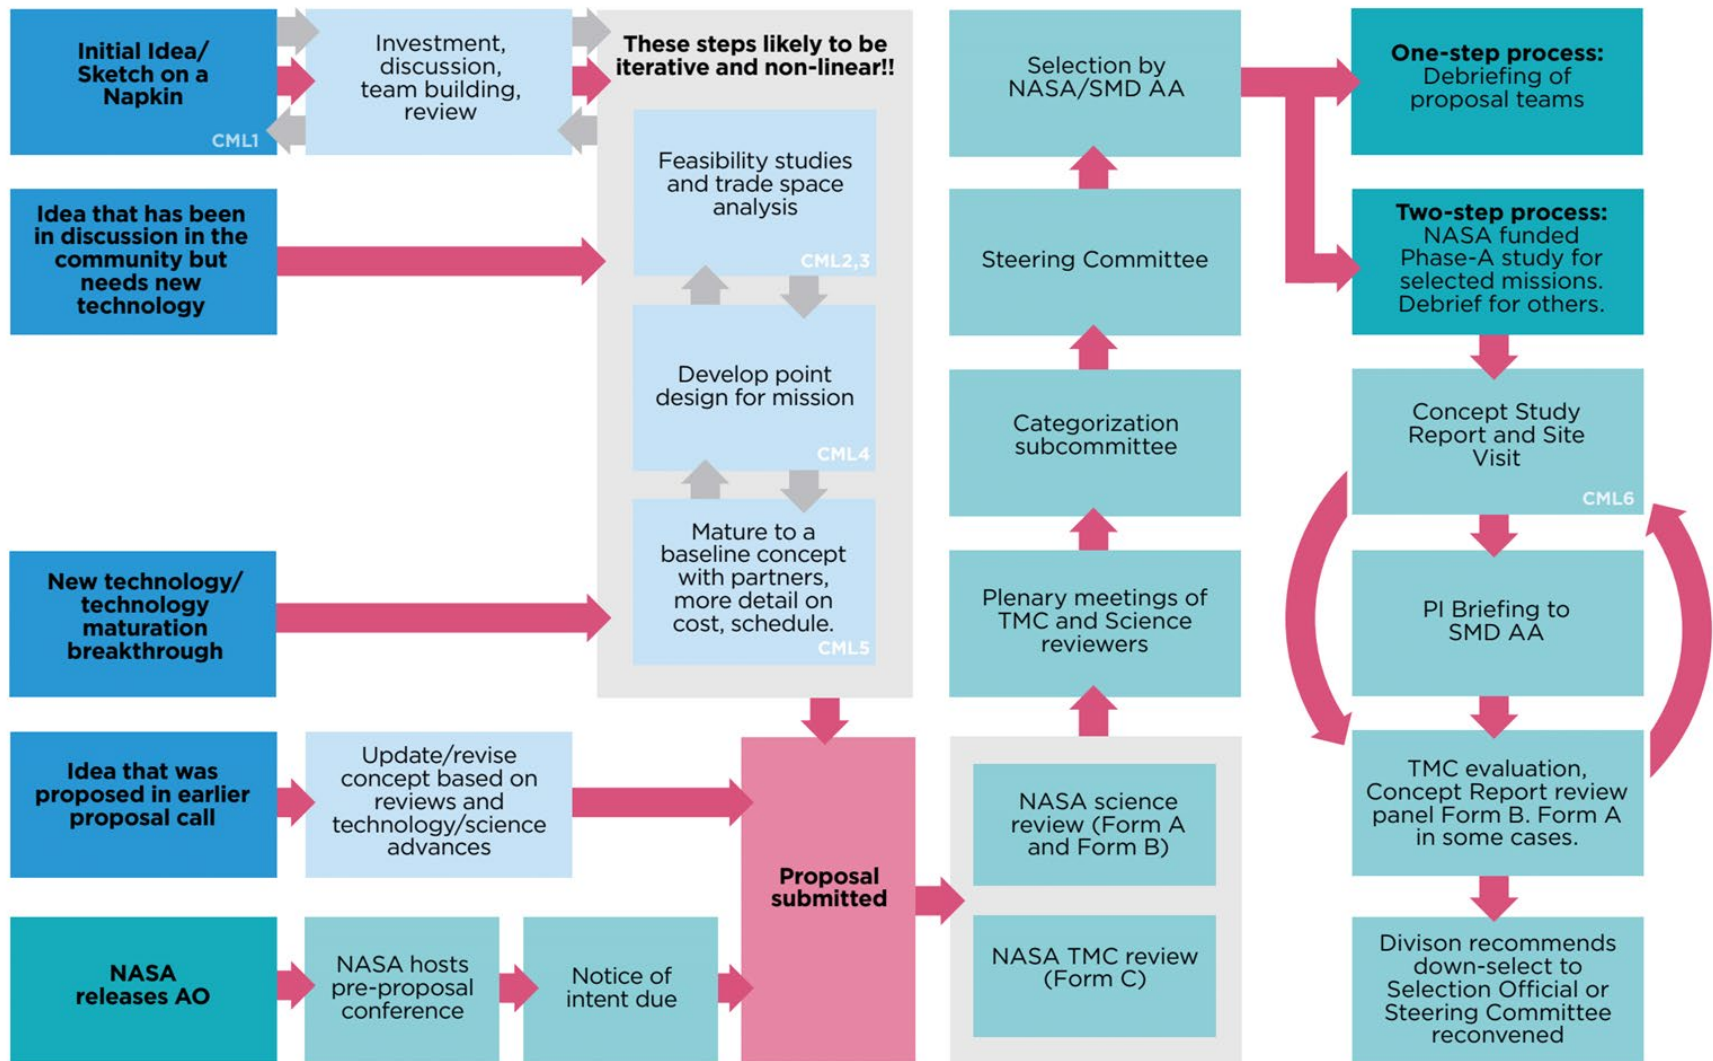 Initial Idea/
Sketch on a
Napkin
CML1
Investment,
discussion,
team building,
review
These steps likely to be
iterative and non-linear!!
Feasibility studies
and trade space
analysis
CML2,3
Develop point
design for mission
CML4
Mature to a
baseline concept
with partners,
more detail on
cost, schedule.
CML5
Idea that has been
in discussion in the
community but
needs new
technology
New technology/
technology
maturation
breakthrough
Idea that was
proposed in earlier
proposal call
Update/revise
concept based on
reviews and
technology/science
advances
NASA
releases AO
NASA hosts
pre-proposal
conference
Notice of
intent due
Proposal
submitted
NASA science
review (Form A
and Form B)
NASA TMC review
(Form C)
Plenary meetings of
TMC and Science
reviewers
Categorization
subcommittee
Steering Committee
Selection by
NASA/SMD AA
One-step process:
Debriefing of
proposal teams
Two-step process:
NASA funded
Phase-A study for
selected missions.
Debrief for others.
Concept Study
Report and Site
Visit
CML6
PI Briefing to
SMD AA
TMC evaluation,
Concept Report review
panel Form B. Form A
in some cases.
Divison recommends
down-select to
Selection Official or
Steering Committee
reconvened